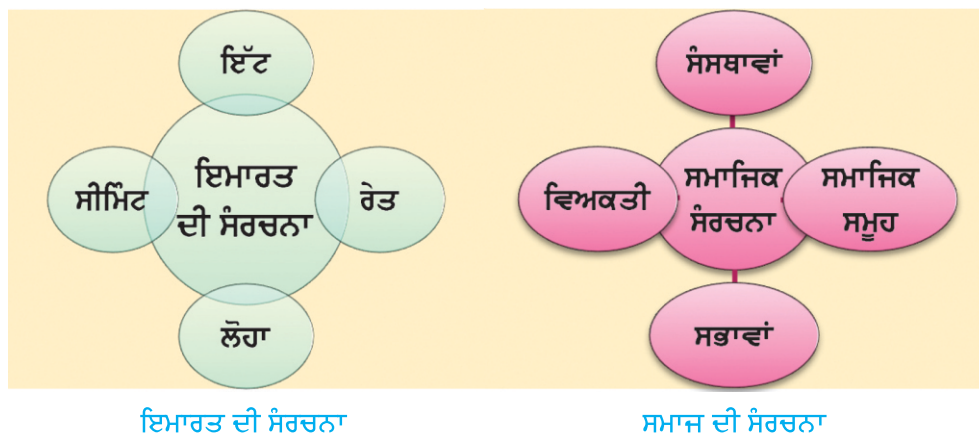 ਇੱਟ
ਸੀਮਿੰਟ
ਇਮਾਰਤ
ਦੀ ਸੰਰਚਨਾ
ਰੇਤ
ਲੋਹਾ
ਇਮਾਰਤ ਦੀ ਸੰਰਚਨਾ
ਸੰਸਥਾਵਾਂ
ਵਿਅਕਤੀ
ਸਮਾਜਿਕ
ਸੰਰਚਨਾ
ਸਮਾਜਿਕ
ਸਮੂਹ
ਸਭਾਵਾਂ
ਸਮਾਜ ਦੀ ਸੰਰਚਨਾ